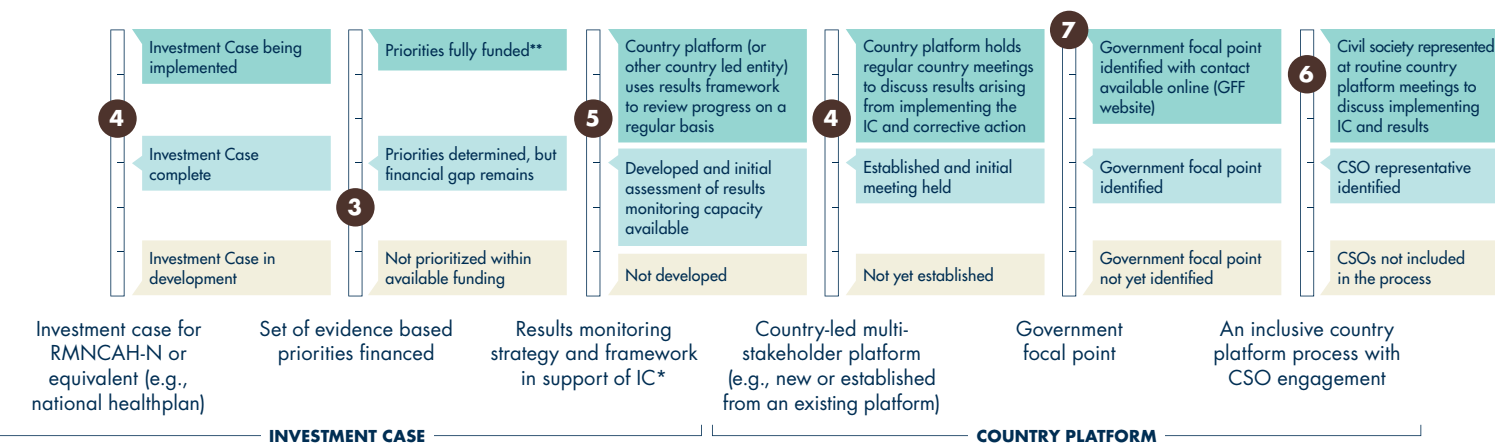 4
Investment Case being
implemented
Investment Case
complete
Investment Case in
development
Investment case for
RMNCAH-N or
equivalent (e.g.,
national healthplan)
3
Priorities fully funded**
Priorities determined, but
financial gap remains
Not prioritized within
available funding
Set of evidence based
priorities financed
5
Country platform (or
other country led entity)
uses results framework
to review progress on a
regular basis
Developed and initial
assessment of results
monitoring capacity
available
Not developed
Results monitoring
strategy and framework
in support of IC*
4
Country platform holds
regular country meetings
to discuss results arising
from implementing the
IC and corrective action
Established and initial
meeting held
Not yet established
Country-led multi-
stakeholder platform
(e.g., new or established
from an existing platform)
7
Government focal point
identified with contact
available online (GFF
website)
Government focal point
identified
Government focal point
not yet identified
Government
focal point
6
Civil society represented
at routine country
platform meetings to
discuss implementing
IC and results
CSO representative
identified
CSOs not included
in the process
An inclusive country
platform process with
CSO engagement
INVESTMENT CASE
COUNTRY PLATFORM